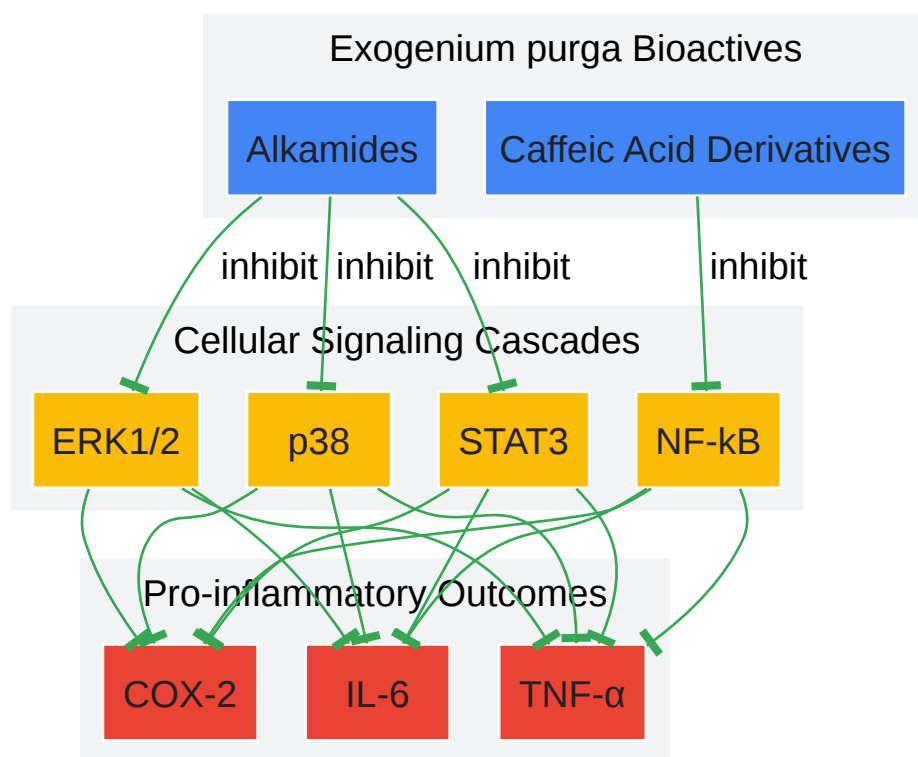 Exogenium purga Bioactives
Alkamides
Caffeic Acid Derivatives
inhibit
inhibit
inhibit
inhibit
Cellular Signaling Cascades
ERK1/2
p38
STAT3
NF-kB
Pro-inflammatory Outcomes
COX-2
IL-6
TNF-α